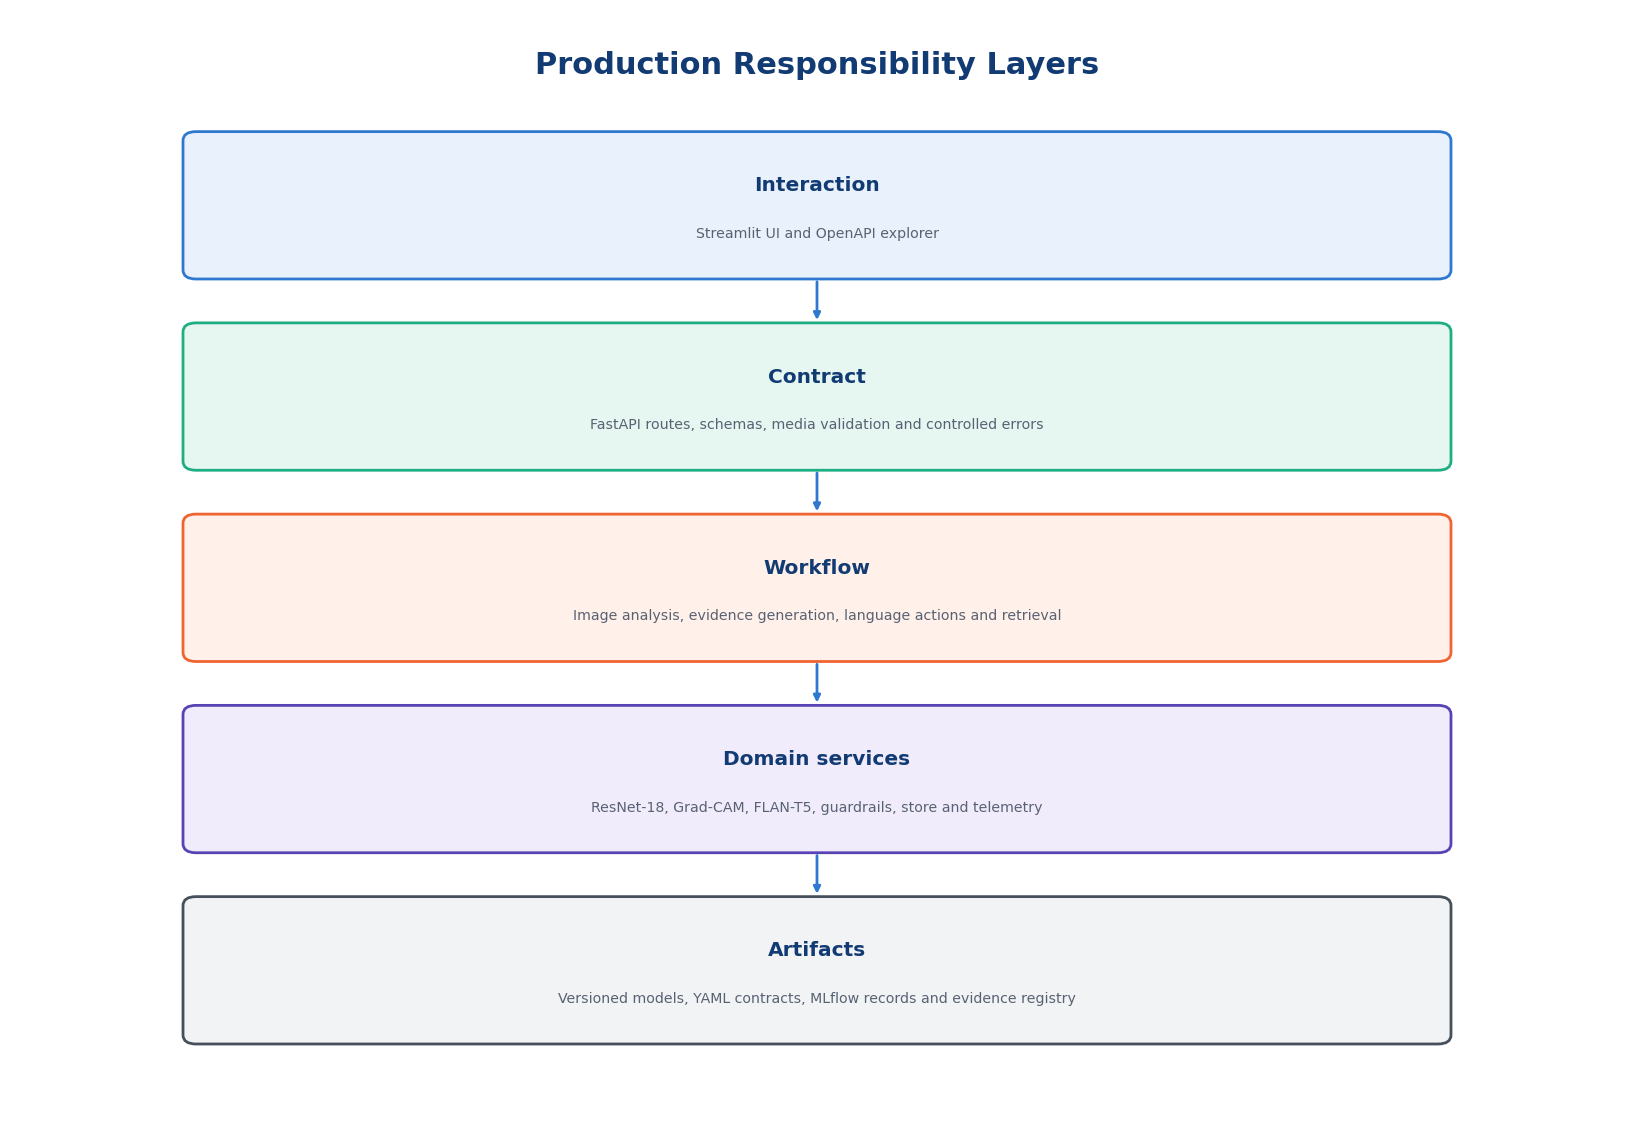 Production Responsibility Layers
Interaction
Streamlit UI and OpenAPI explorer
Contract
FastAPI routes, schemas, media validation and controlled errors
Workflow
Image analysis, evidence generation, language actions and retrieval
Domain services
ResNet-18, Grad-CAM, FLAN-T5, guardrails, store and telemetry
Artifacts
Versioned models, YAML contracts, MLflow records and evidence registry